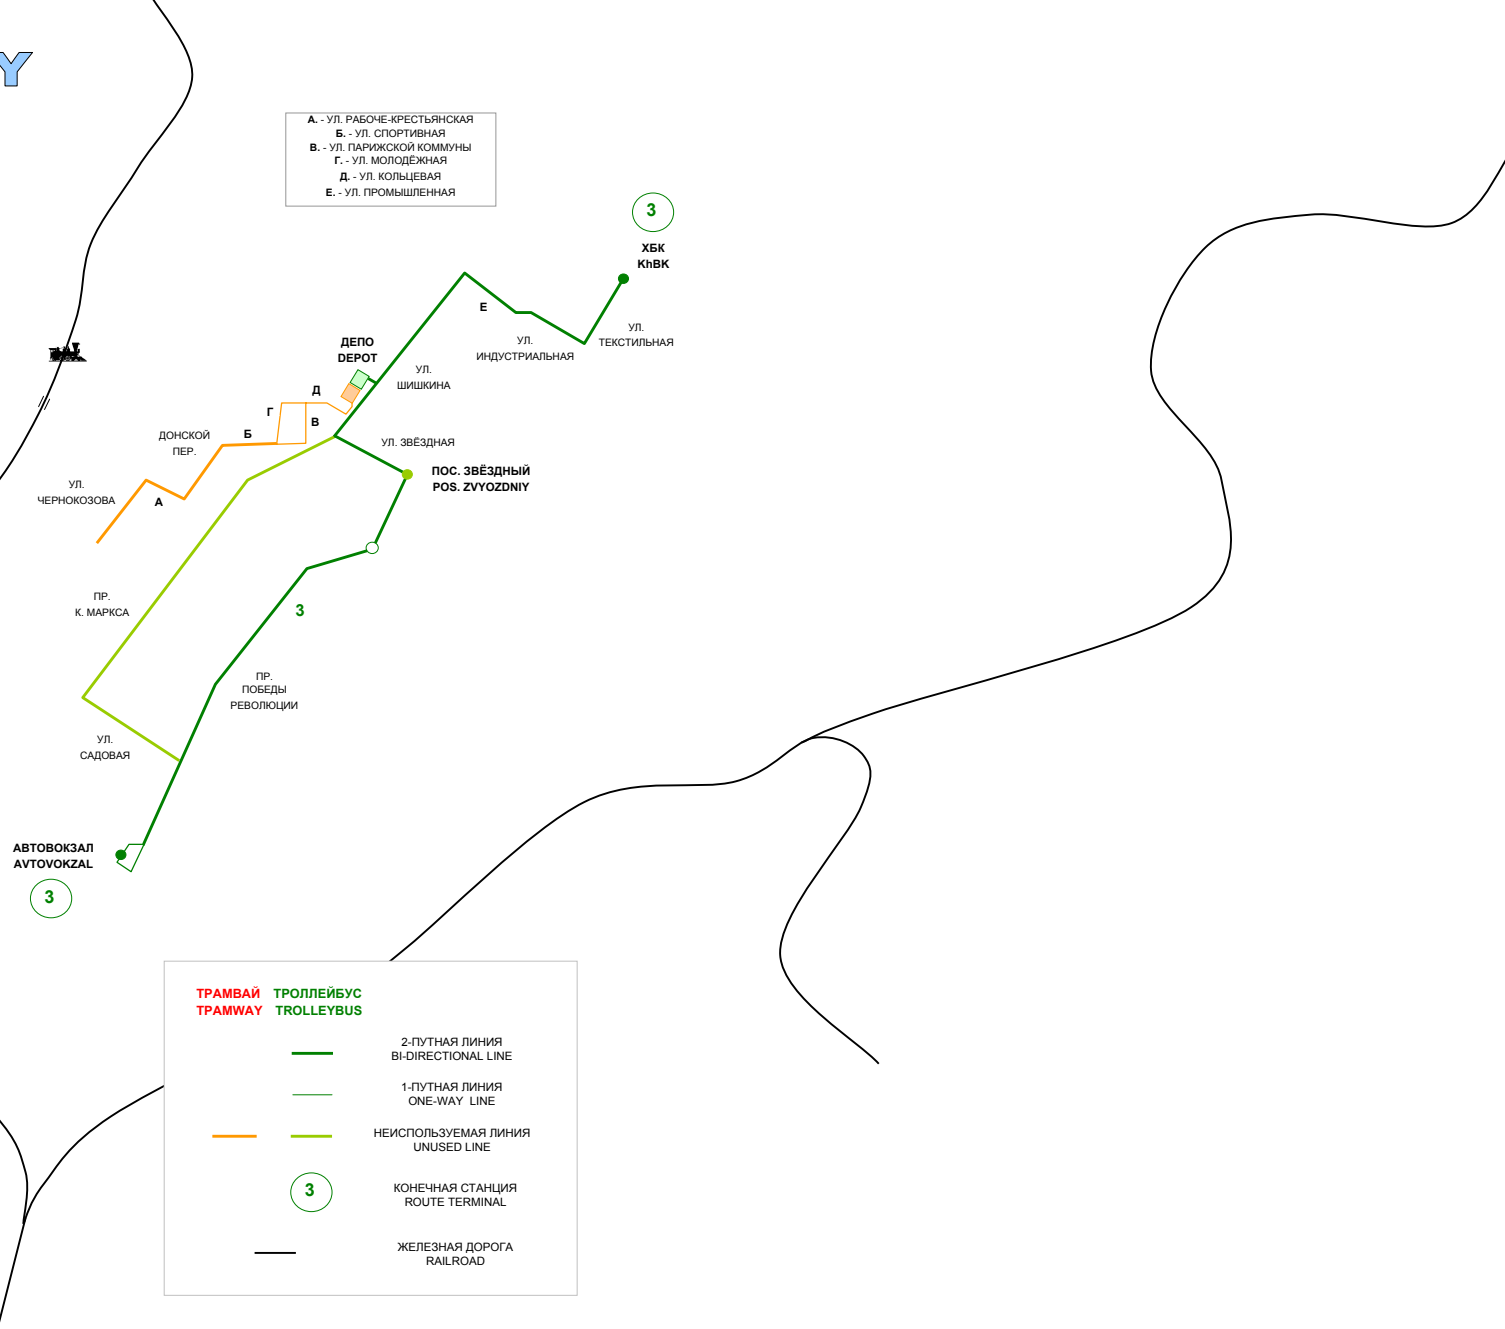 Y
А. - УЛ. РАБОЧЕ-КРЕСТЬЯНСКАЯ
Б. - УЛ. СПОРТИВНАЯ
В. - УЛ. ПАРИЖСКОЙ КОММУНЫ
Г. - УЛ. МОЛОДЁЖНАЯ
Д. - УЛ. КОЛЬЦЕВАЯ
Е. - УЛ. ПРОМЫШЛЕННАЯ
3
ХБК
KhBK
Е
УЛ.
ТЕКСТИЛЬНАЯ
УЛ.
ИНДУСТРИАЛЬНАЯ
ДЕПО
DEPOT
УЛ.
ШИШКИНА
Д
Г
В
Б
ДОНСКОЙ
ПЕР.
УЛ. ЗВЁЗДНАЯ
ПОС. ЗВЁЗДНЫЙ
POS. ZVYOZDNIY
УЛ.
ЧЕРНОКОЗОВА
А
ПР.
К. МАРКСА
3
ПР.
ПОБЕДЫ
РЕВОЛЮЦИИ
УЛ.
САДОВАЯ
АВТОВОКЗАЛ
AVTOVOKZAL
3
ТРАМВАЙ ТРОЛЛЕЙБУС
TPAMWAY TROLLEYBUS
2-ПУТНАЯ ЛИНИЯ
BI-DIRECTIONAL LINE
1-ПУТНАЯ ЛИНИЯ
ONE-WAY LINE
НЕИСПОЛЬЗУЕМАЯ ЛИНИЯ
UNUSED LINE
3
КОНЕЧНАЯ СТАНЦИЯ
ROUTE TERMINAL
ЖЕЛЕЗНАЯ ДОРОГА
RAILROAD